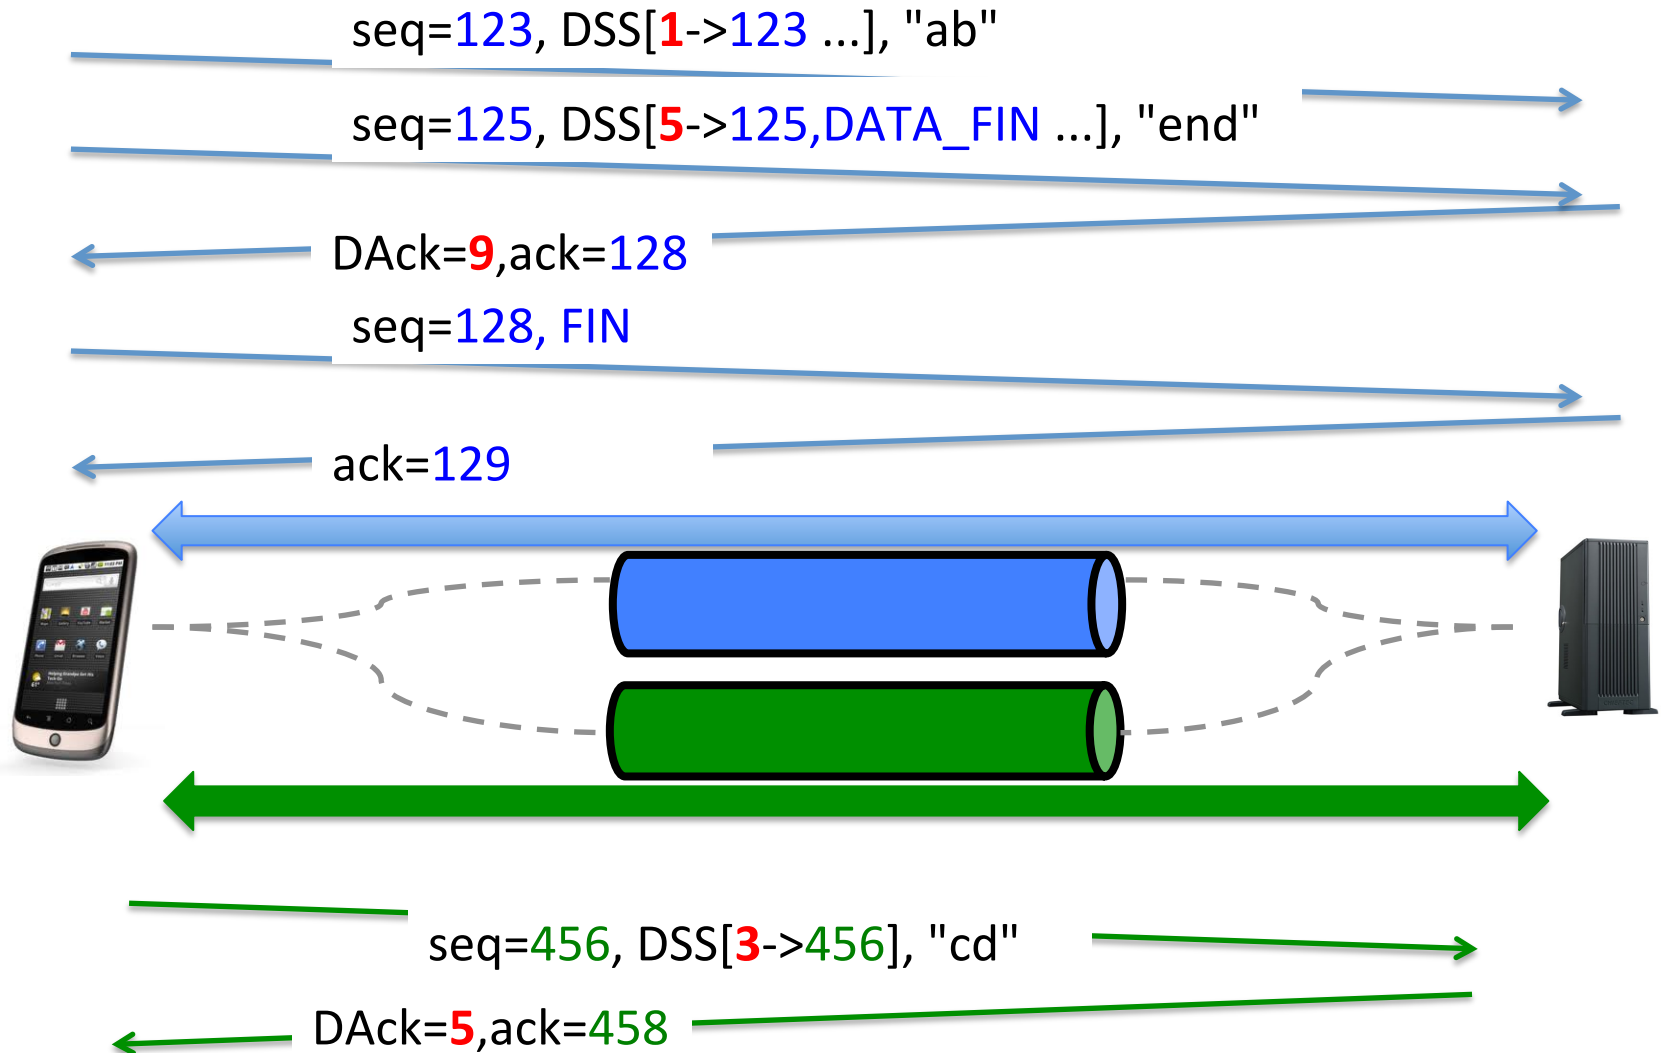 seq=123, DSS[1->123 ...], "ab"
seq=125, DSS[5->125,DATA_FIN ...], "end"
DAck=9,ack=128
seq=128, FIN
ack=129
seq=456, DSS[3->456], "cd"
DAck=5,ack=458